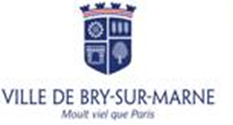 VILLE DE BRY-SUR-MARNE
Moult viel que Paris